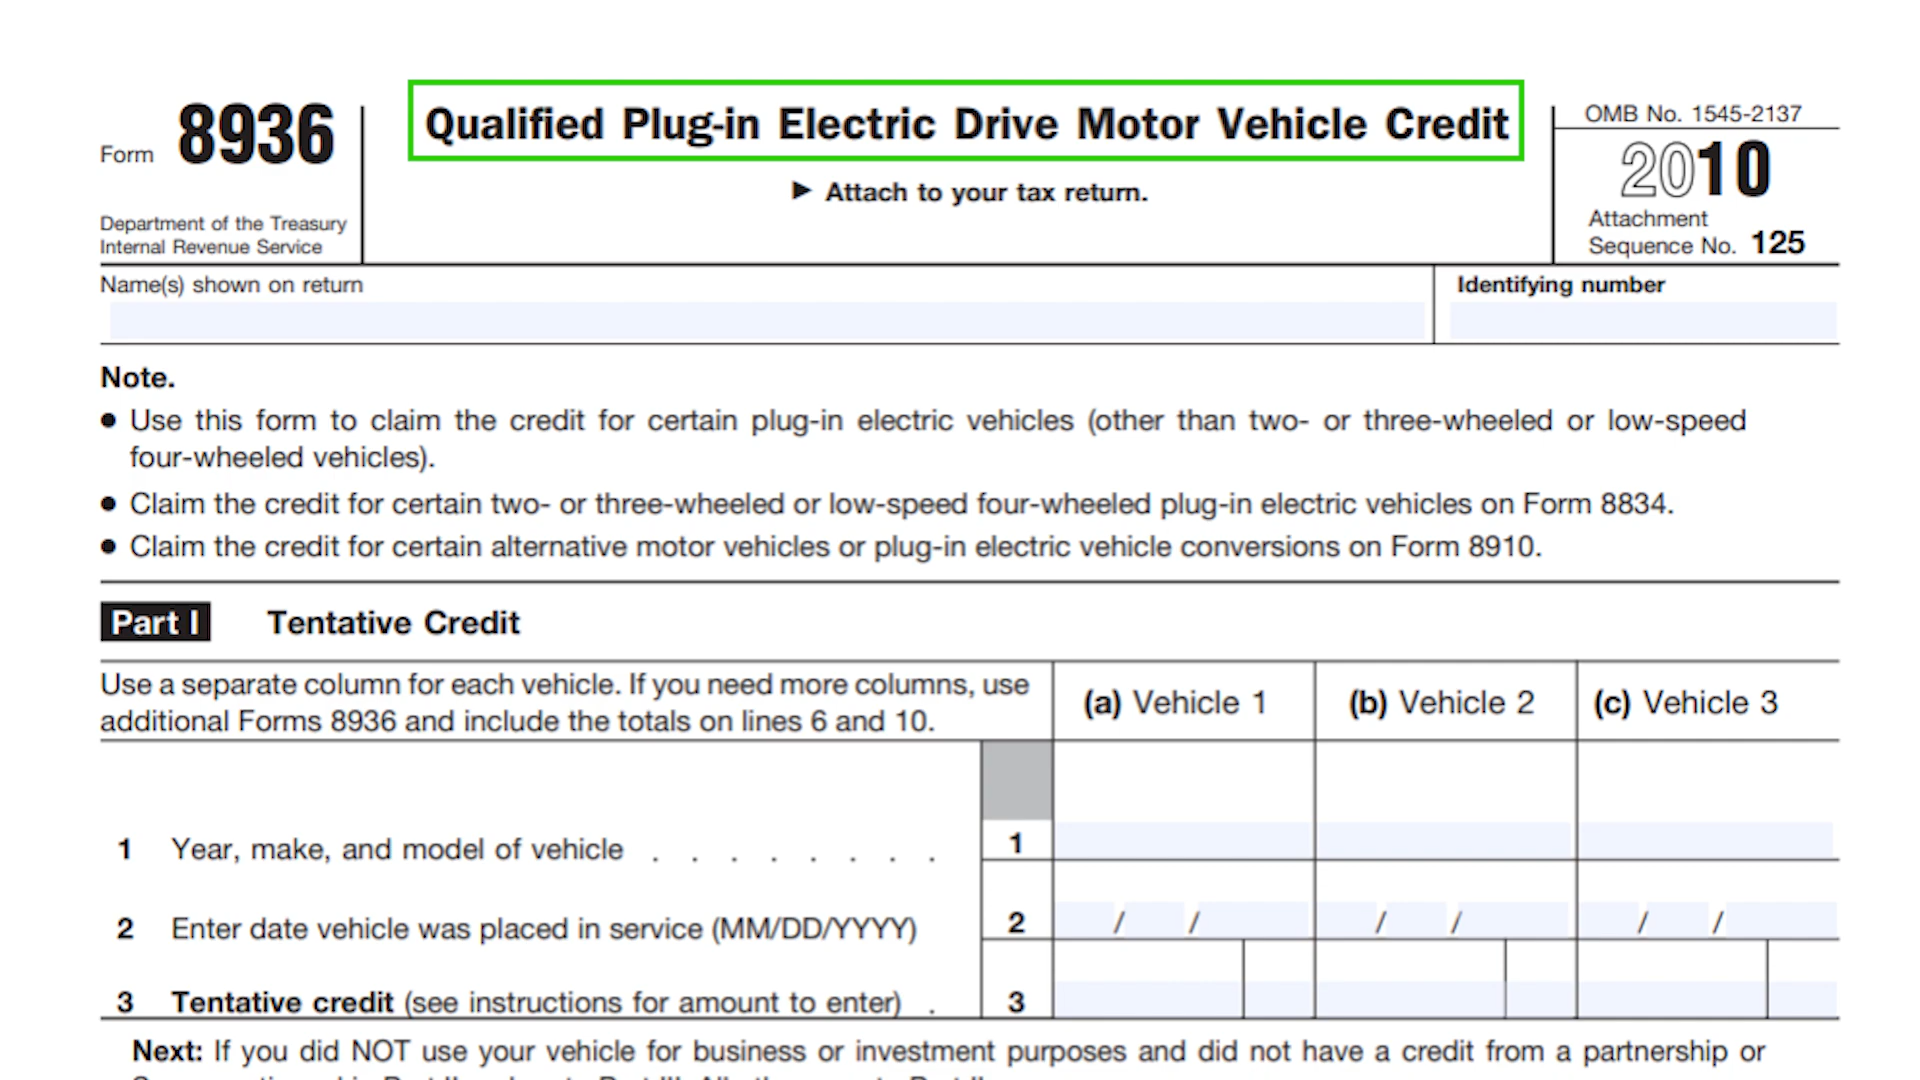 Form 8936
Department of the Treasury
Internal Revenue Service
Qualified Plug-in Electric Drive Motor Vehicle Credit
▶ Attach to your tax return.
OMB No. 1545-2137
2010
Attachment
Sequence No. 125
Name(s) shown on return
Identifying number
Note.
● Use this form to claim the credit for certain plug-in electric vehicles (other than two- or three-wheeled or low-speed
four-wheeled vehicles).
● Claim the credit for certain two- or three-wheeled or low-speed four-wheeled plug-in electric vehicles on Form 8834.
● Claim the credit for certain alternative motor vehicles or plug-in electric vehicle conversions on Form 8910.
Part I Tentative Credit
Use a separate column for each vehicle. If you need more columns, use
additional Forms 8936 and include the totals on lines 6 and 10.
(a) Vehicle 1 (b) Vehicle 2 (c) Vehicle 3
1 Year, make, and model of vehicle . . . . . . . . 1
2 Enter date vehicle was placed in service (MM/DD/YYYY) 2 / / / / / /
3 Tentative credit (see instructions for amount to enter) . 3
Next: If you did NOT use your vehicle for business or investment purposes and did not have a credit from a partnership or